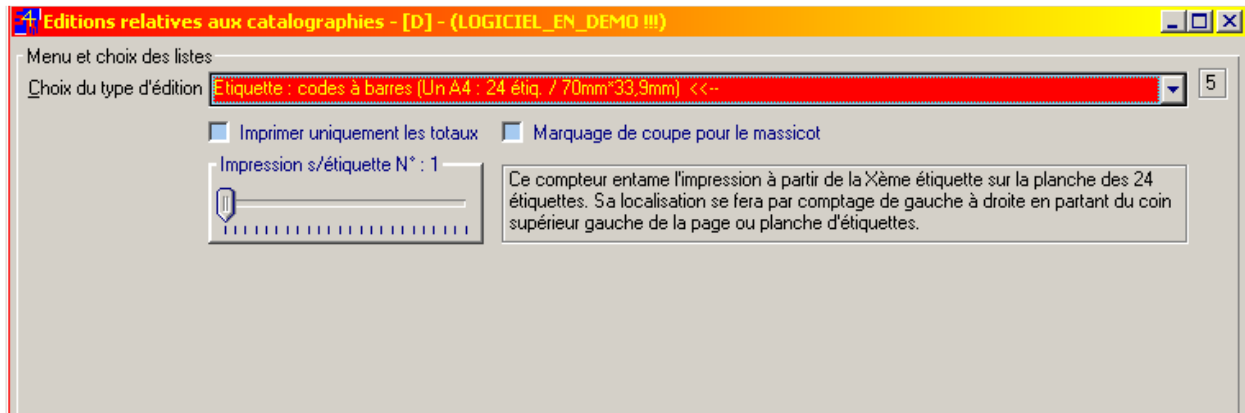 Editions relatives aux catalographies - [D] - (LOGICIEL_EN_DEMO !!!)
Menu et choix des listes
Choix du type d'édition Etiquette : codes à barres (Un A4 : 24 étiq. / 70mm*33,9mm) <<-- 5
Imprimer uniquement les totaux Marquage de coupe pour le massicot
Impression s/étiquette N° : 1
Ce compteur entame l'impression à partir de la Xème étiquette sur la planche des 24
étiquettes. Sa localisation se fera par comptage de gauche à droite en partant du coin
supérieur gauche de la page ou planche d'étiquettes.